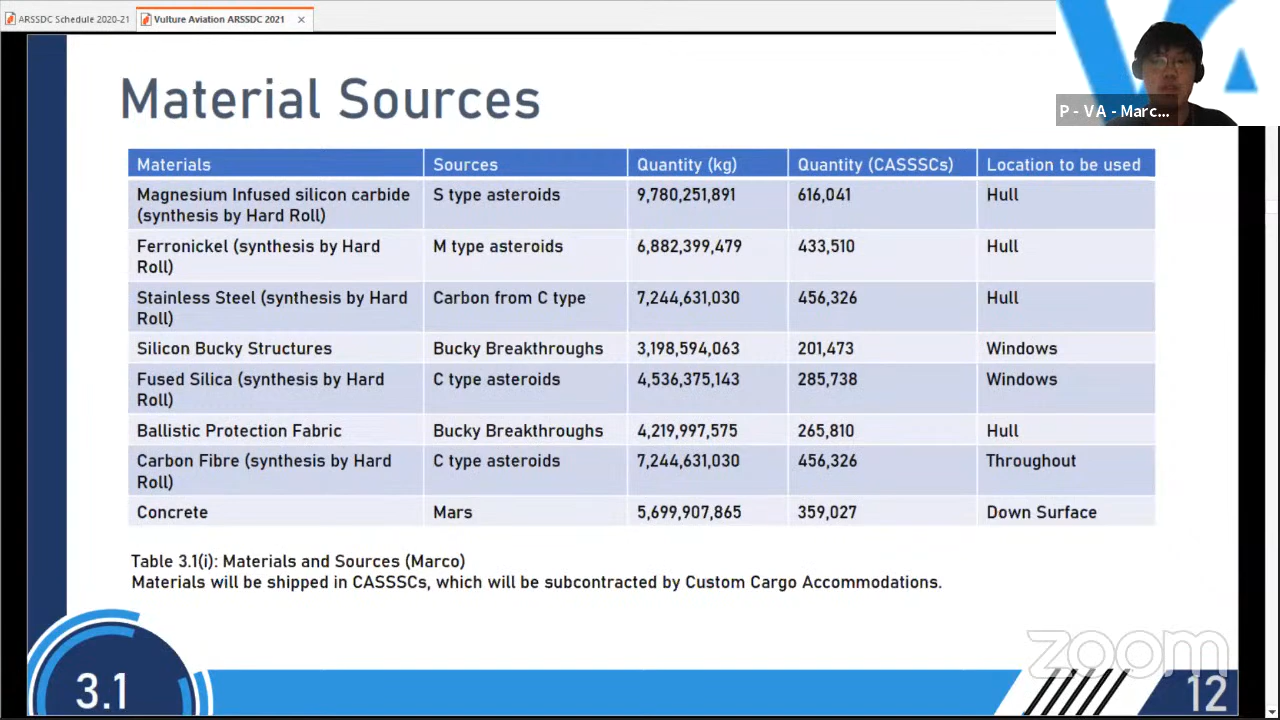 ARSSDC Schedule 2020-21
Vulture Aviation ARSSDC 2021
P - V A - Marc...
Material Sources
Materials Sources Quantity (kg) Quantity (CASSSCs) Location to be used
Magnesium Infused silicon carbide S type asteroids 9,780,251,891 616,041 Hull
(synthesis by Hard Roll)
Ferronickel (synthesis by Hard M type asteroids 6,882,399,479 433,510 Hull
Roll)
Stainless Steel (synthesis by Hard Carbon from C type 7,244,631,030 456,326 Hull
Roll)
Silicon Bucky Structures Bucky Breakthroughs 3,198,594,063 201,473 Windows
Fused Silica (synthesis by Hard C type asteroids 4,536,375,143 285,738 Windows
Roll)
Ballistic Protection Fabric Bucky Breakthroughs 4,219,997,575 265,810 Hull
Carbon Fibre (synthesis by Hard C type asteroids 7,244,631,030 456,326 Throughout
Roll)
Concrete Mars 5,699,907,865 359,027 Down Surface
Table 3.1(i): Materials and Sources (Marco)
Materials will be shipped in CASSSCs, which will be subcontracted by Custom Cargo Accommodations.
zoom
3.1
12